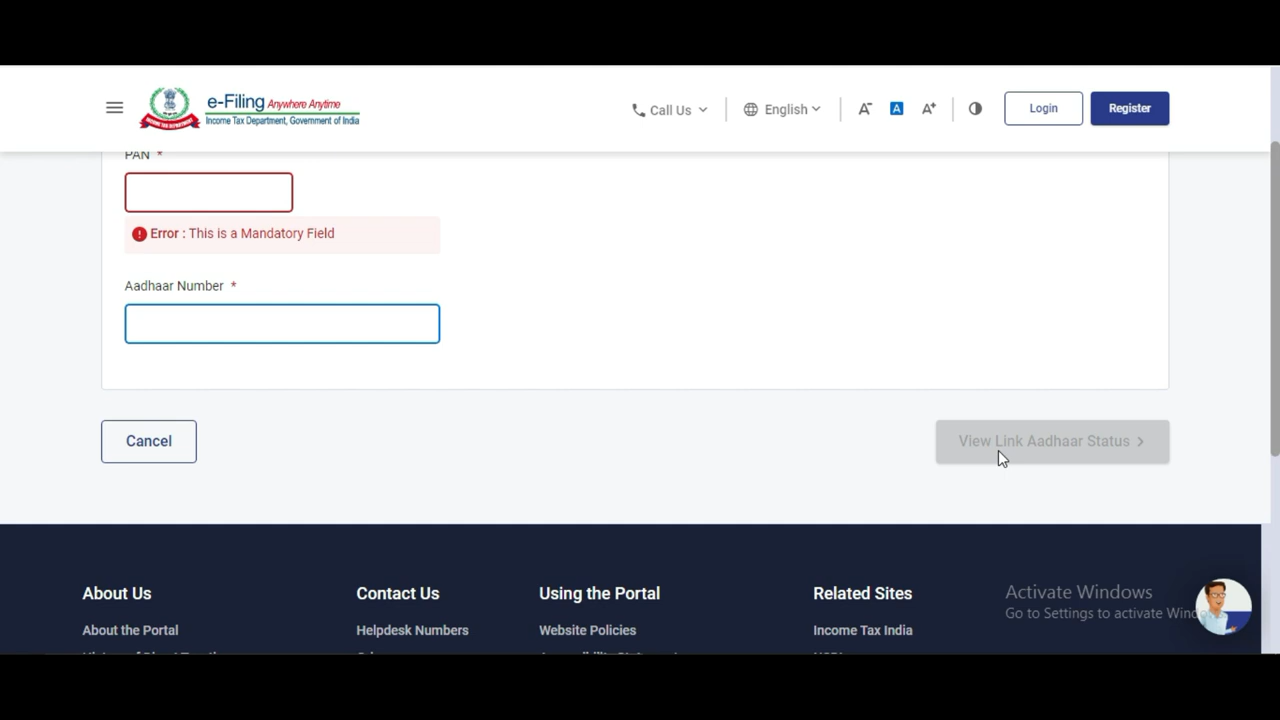 e-Filing Anywhere Anytime
Income Tax Department, Government of India
Call Us
English
A-
A
A+
Login
Register
PAN *
Error : This is a Mandatory Field
Aadhaar Number *
Cancel
View Link Aadhaar Status
About Us
Contact Us
Using the Portal
Related Sites
Activate Windows
Go to Settings to activate
About the Portal
Helpdesk Numbers
Website Policies
Income Tax India